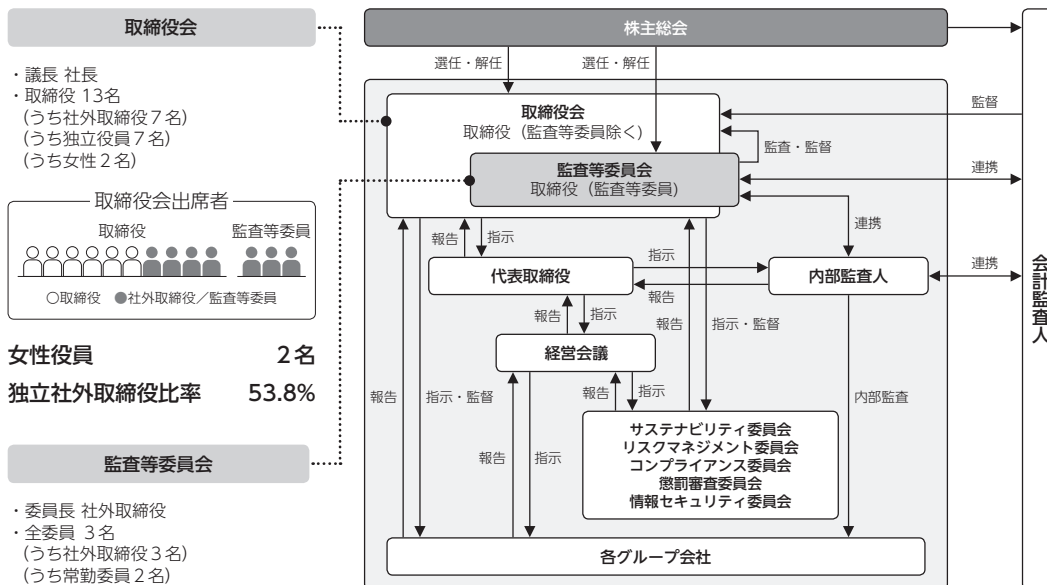 取締役会
・議長 社長
・取締役 13名
(うち社外取締役7名)
(うち独立役員7名)
(うち女性2名)
取締役会出席者
取締役 監査等委員
○取締役 ●社外取締役／監査等委員
女性役員 2名
独立社外取締役比率 53.8%
監査等委員会
・委員長 社外取締役
・全委員 3名
(うち社外取締役3名)
(うち常勤委員2名)
株主総会
選任・解任 選任・解任
取締役会
取締役（監査等委員除く）
監査等委員会
取締役（監査等委員）
監査・監督
監督
連携
連携
連携
報告 指示
代表取締役
指示
報告
内部監査人
報告 指示
報告 指示・監督
経営会議
報告 指示・監督
報告 指示
内部監査
サステナビリティ委員会
リスクマネジメント委員会
コンプライアンス委員会
懲罰審査委員会
情報セキュリティ委員会
報告 指示
各グループ会社
会計監査人